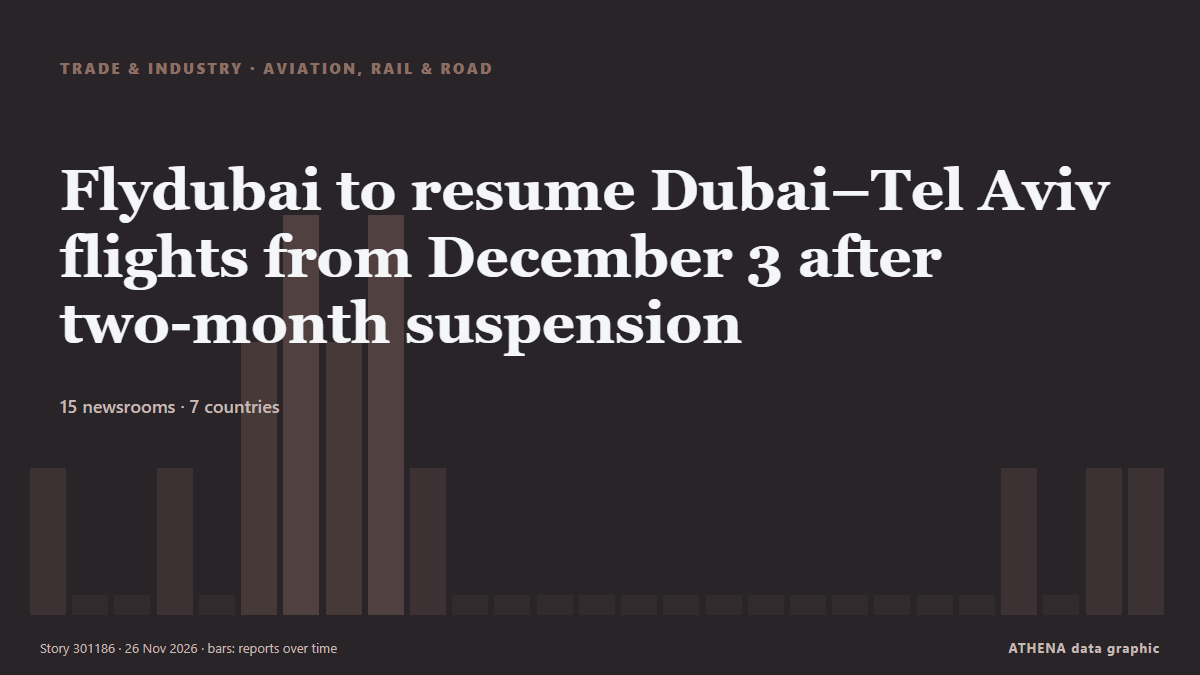 TRADE & INDUSTRY · AVIATION, RAIL & ROAD
Flydubai to resume Dubai–Tel Aviv
flights from December 3 after
two-month suspension
15 newsrooms · 7 countries
Story 301186 · 26 Nov 2026 · bars: reports over time
ATHENA data graphic